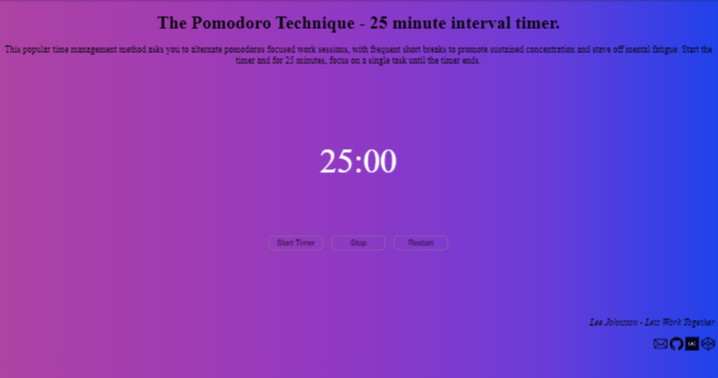 The Pomodoro Technique - 25 minute interval timer.
This popular time management method asks you to alternate pomodoros focused work sessions, with frequent short breaks to promote sustained concentration and stave off mental fatigue. Start the
timer and for 25 minutes, focus on a single task until the timer ends.
25:00
Start Timer Stop Restart
Lee Johnston - Lets Work Together